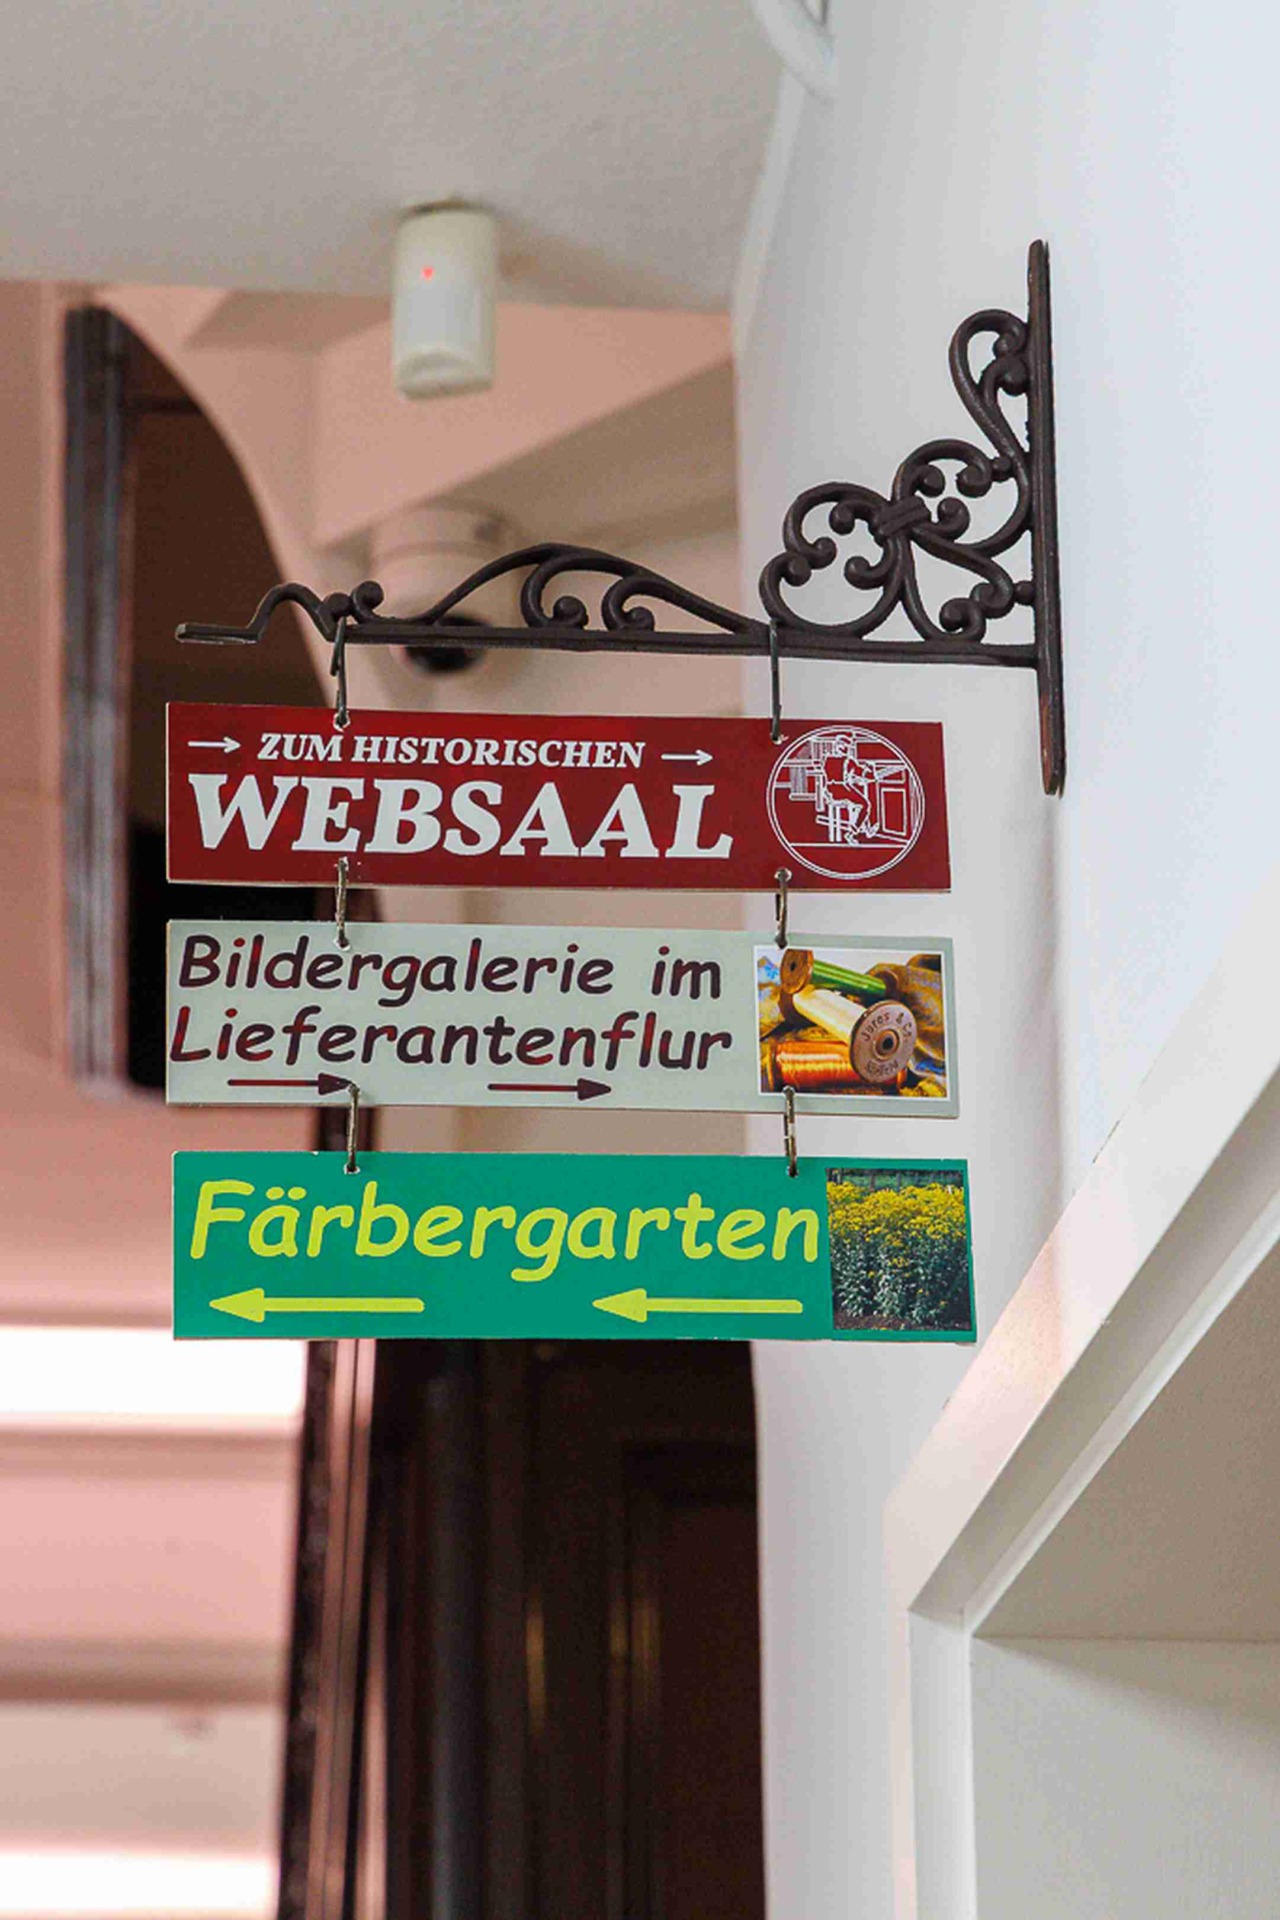 → ZUM HISTORISCHEN →
WEBSAAL
Bildergalerie im
Lieferantenflur
Färbergarten